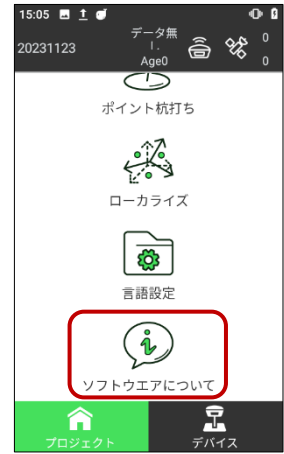 15:05
20231123
データ無
し.
Age0
0
0
ポイント杭打ち
ローカライズ
言語設定
ソフトウエアについて
プロジェクト
デバイス